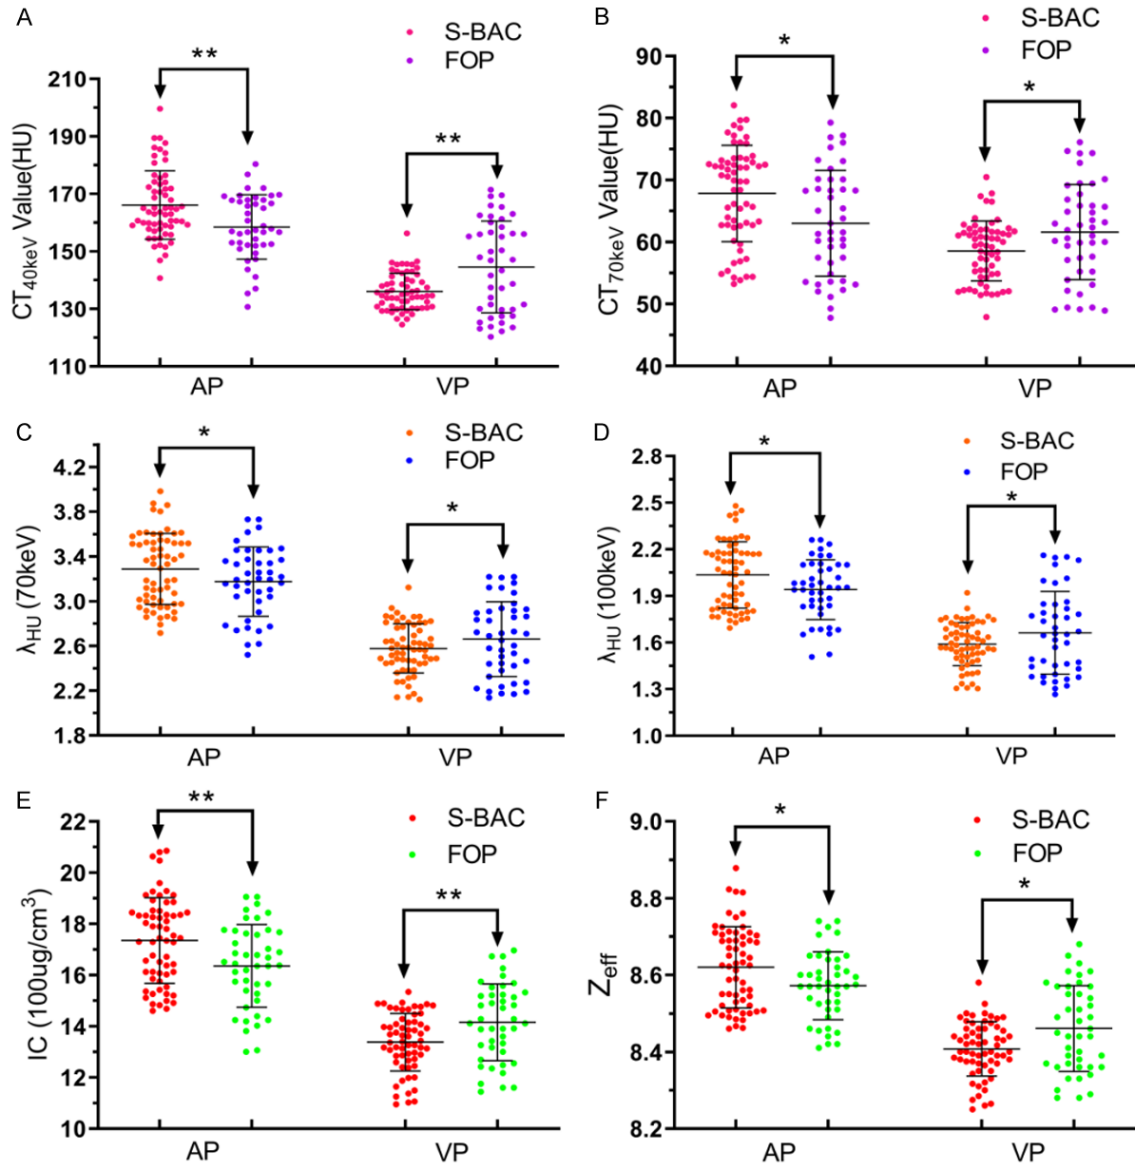 A
S-BAC
FOP
**
**
CT40keV Value(HU)
210
190
170
150
130
110
AP
VP
B
S-BAC
FOP
*
*
CT70keV Value(HU)
90
80
70
60
50
40
AP
VP
C
S-BAC
FOP
*
*
λHU (70keV)
4.2
3.8
3.4
3.0
2.6
2.2
1.8
AP
VP
D
S-BAC
FOP
*
*
λHU (100keV)
2.8
2.5
2.2
1.9
1.6
1.3
1.0
AP
VP
E
S-BAC
FOP
**
**
IC (100ug/cm3)
22
20
18
16
14
12
10
AP
VP
F
S-BAC
FOP
*
*
Zeff
9.0
8.8
8.6
8.4
8.2
AP
VP